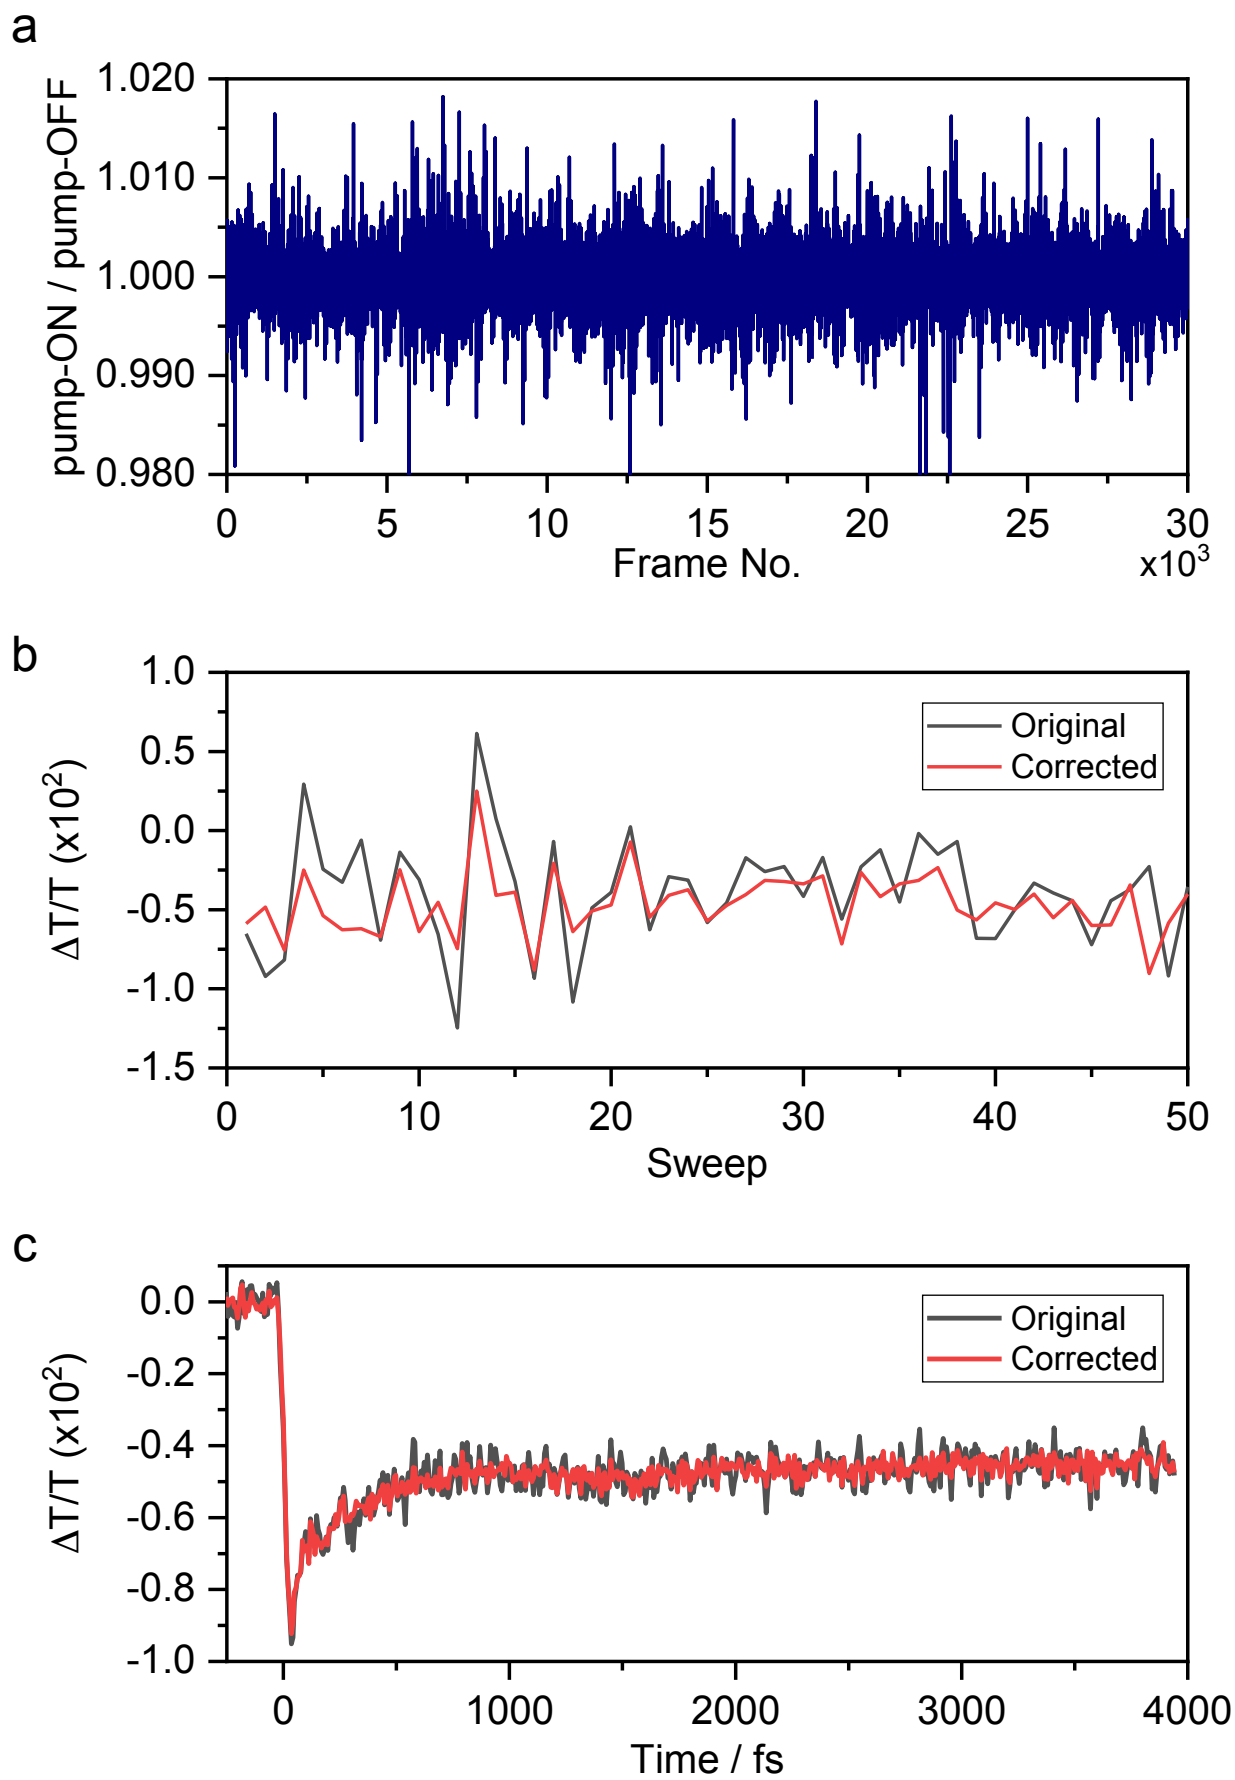 a
pump-ON / pump-OFF
1.020
1.010
1.000
0.990
0.980
0 5 10 15 20 25 30
Frame No. x10³
b
ΔT/T (x10²)
1.0
0.5
0.0
-0.5
-1.0
-1.5
Original
Corrected
0 10 20 30 40 50
Sweep
c
ΔT/T (x10²)
0.0
-0.2
-0.4
-0.6
-0.8
-1.0
Original
Corrected
0 1000 2000 3000 4000
Time / fs